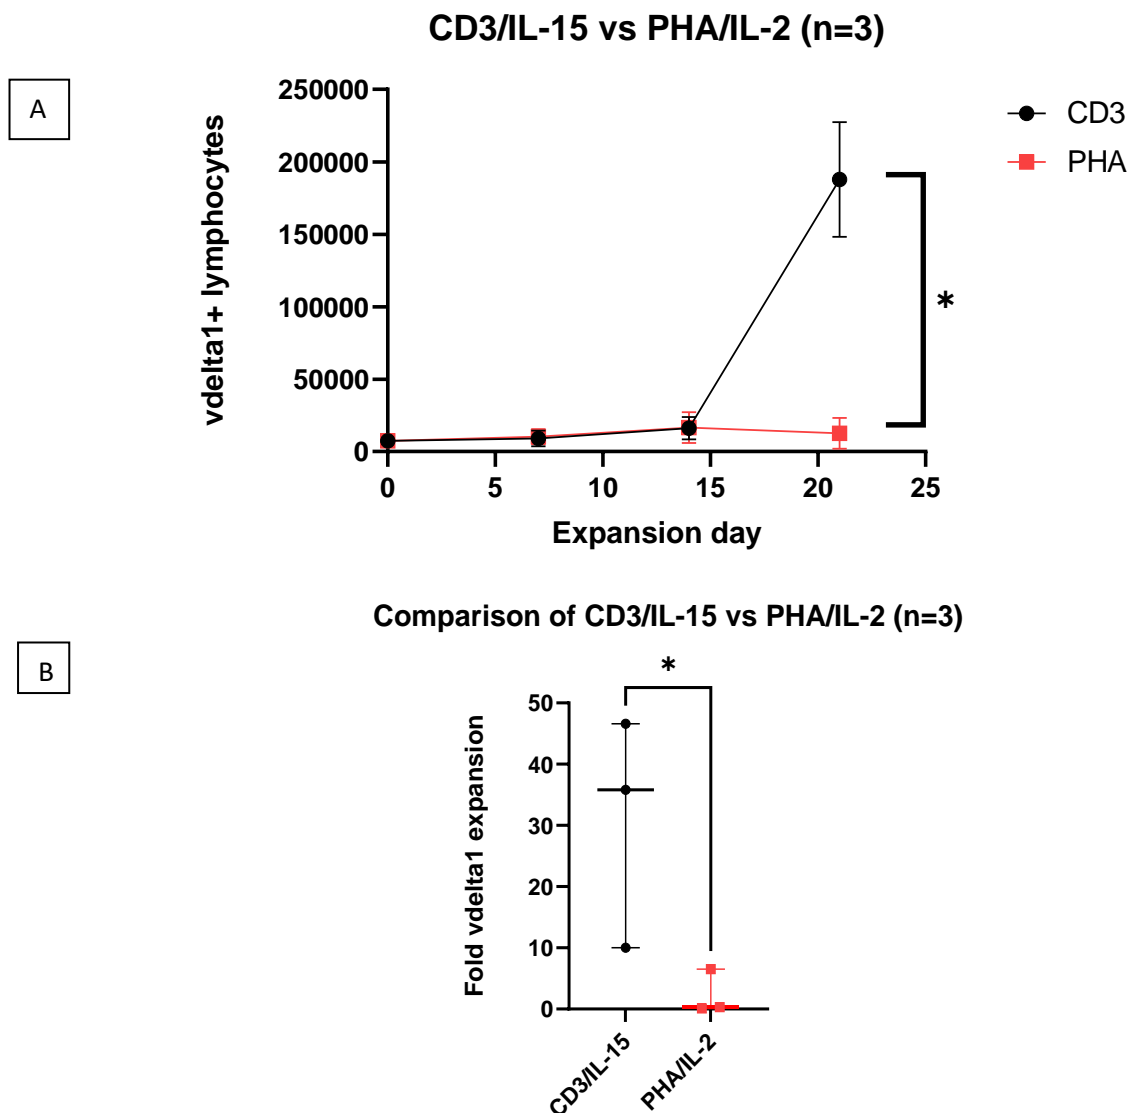 CD3/IL-15 vs PHA/IL-2 (n=3)
A
250000
200000
150000
100000
50000
0
vdelta1+ lymphocytes
0 5 10 15 20 25
Expansion day
CD3
PHA
*
Comparison of CD3/IL-15 vs PHA/IL-2 (n=3)
B
*
50
40
30
20
10
0
Fold vdelta1 expansion
CD3/IL-15
PHA/IL-2